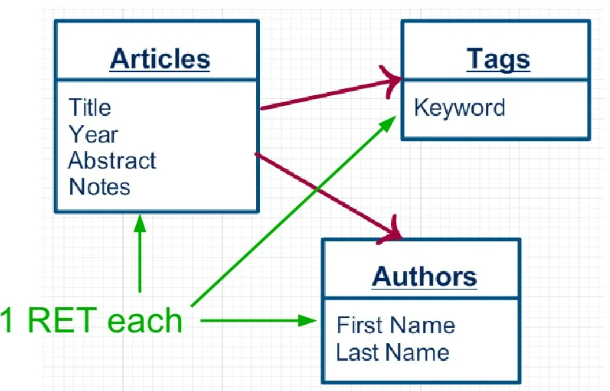 Articles
Title
Year
Abstract
Notes
Tags
Keyword
Authors
First Name
Last Name
1 RET each